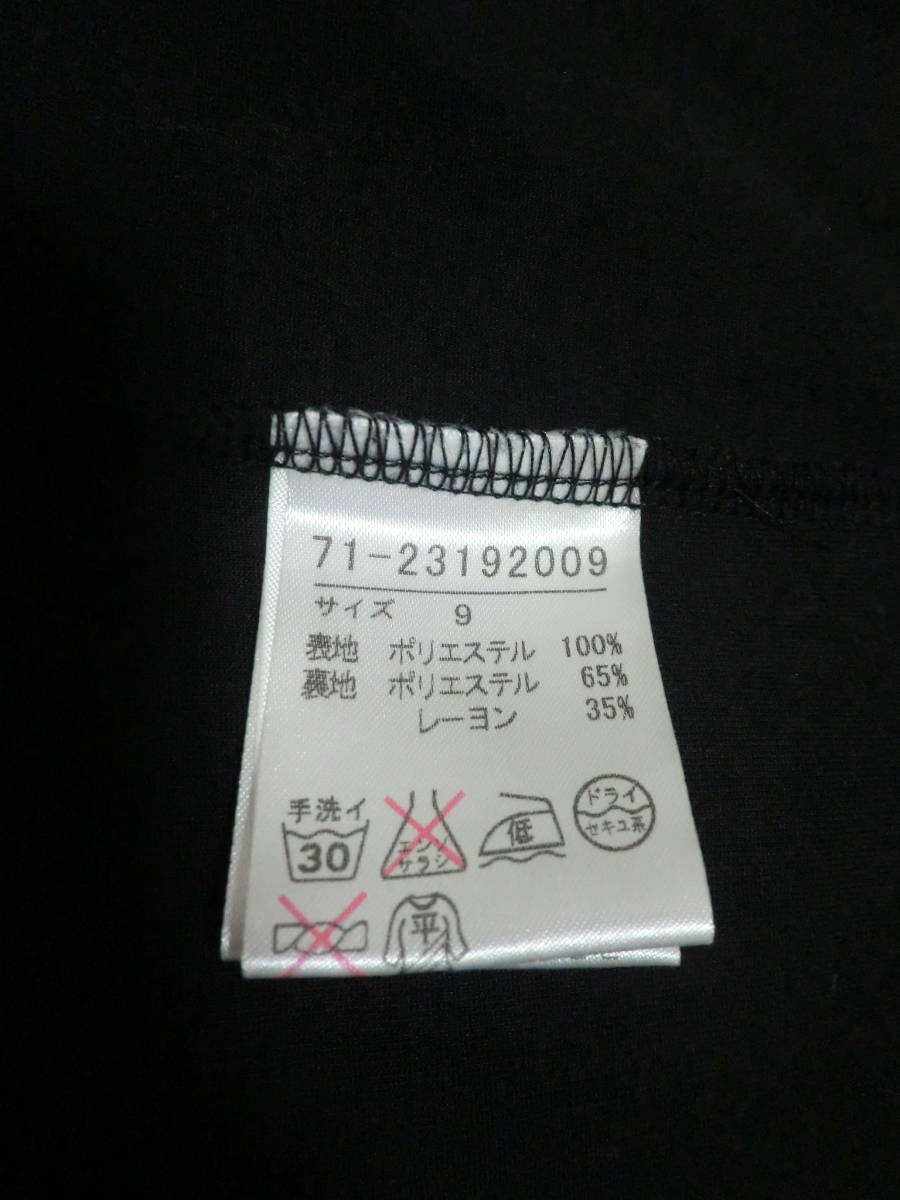 71-23192009
サイズ 9
表地 ポリエステル 100%
裏地 ポリエステル 65%
レーヨン 35%
手洗イ
30
エンソ
サラシ
低
ドライ
セキユ系
平